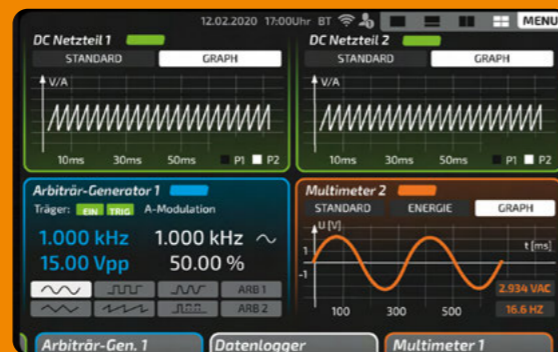 12.02.2020 17:00Uhr BT MENU
DC Netzteil 1
STANDARD GRAPH
V/A
10ms 30ms 50ms P1 P2
DC Netzteil 2
STANDARD GRAPH
V/A
10ms 30ms 50ms P1 P2
Arbiträr-Generator 1
Träger: EIN TRIG A-Modulation
1.000 kHz 1.000 kHz
15.00 Vpp 50.00 %
ARB 1
ARB 2
Multimeter 2
STANDARD ENERGIE GRAPH
U [V]
1
t [ms]
-1
2.934 VAC
100 300 500 16.6 HZ
Arbiträr-Gen. 1
Datenlogger
Multimeter 1